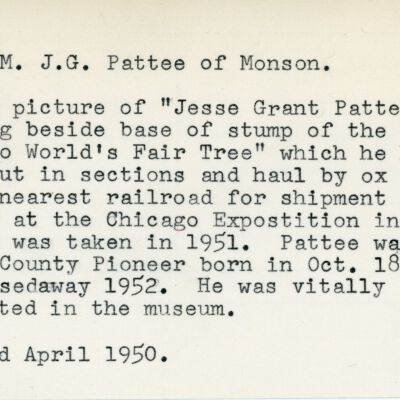 M. J.G. Pattee of Monson.
picture of "Jesse Grant Patte
g beside base of stump of the
o World's Fair Tree" which he
ut in sections and haul by ox
nearest railroad for shipment
at the Chicago Expostition in
was taken in 1951. Pattee wa
County Pioneer born in Oct. 18
sedaway 1952. He was vitally
ted in the museum.
d April 1950.